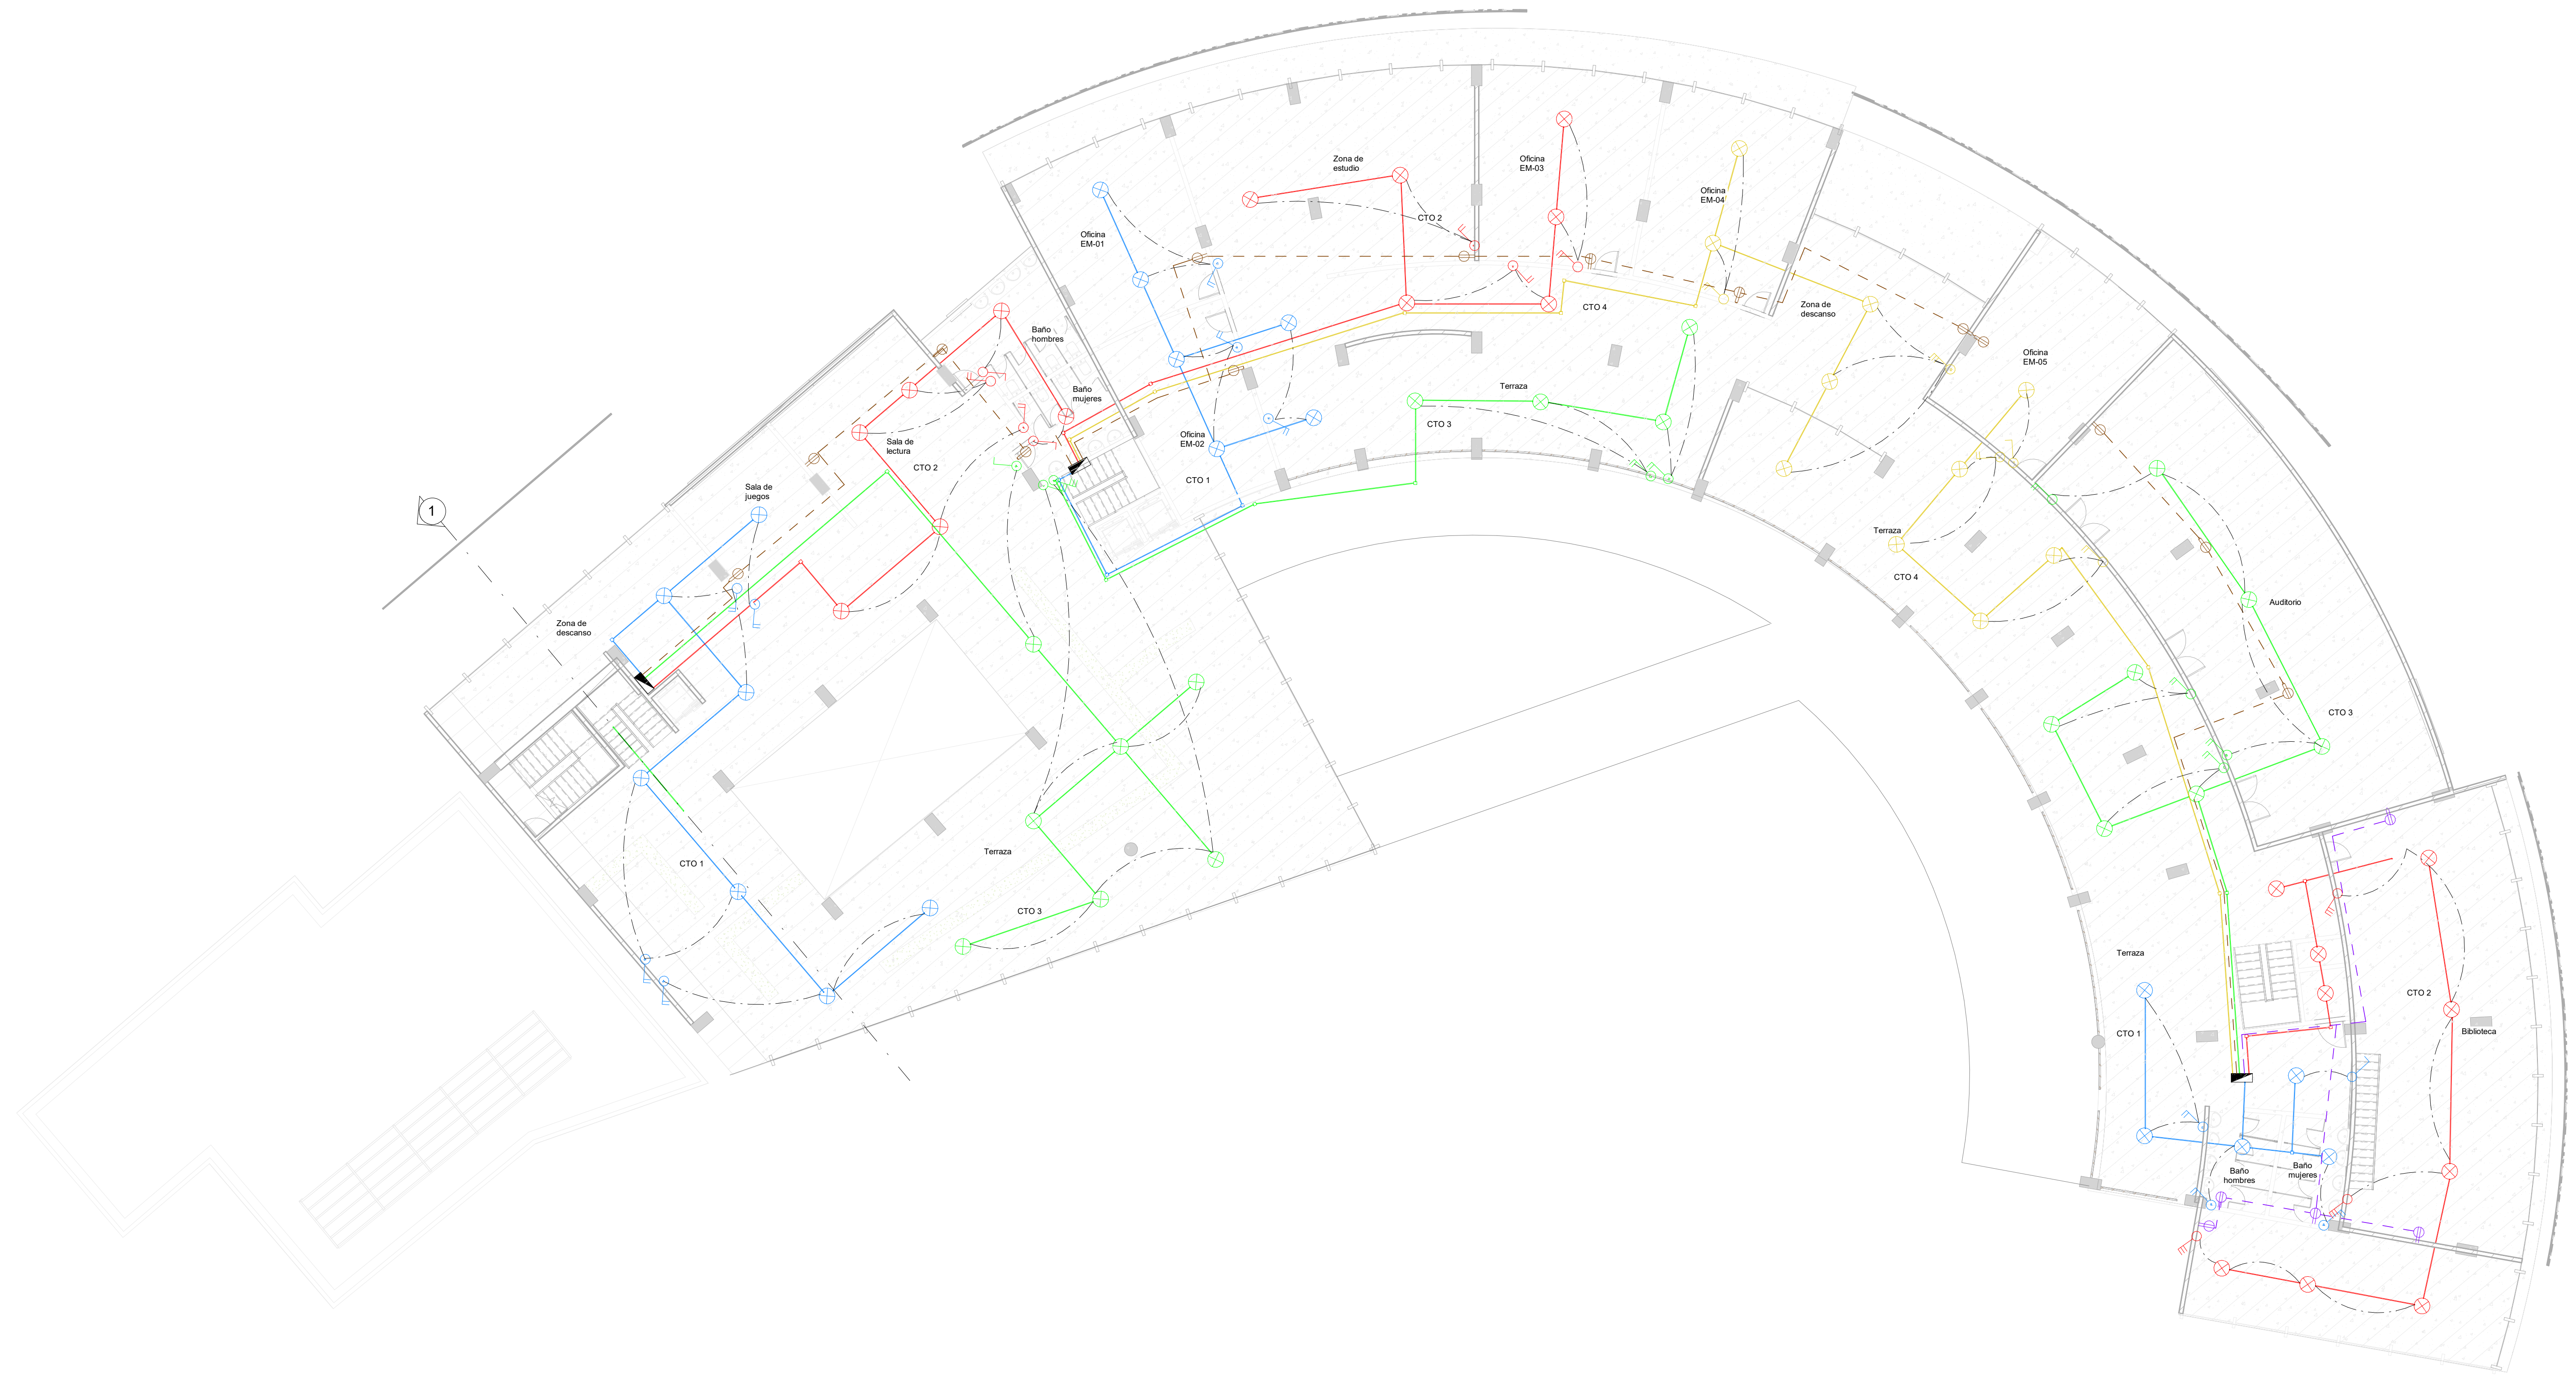 Zona de
estudio
Oficina
EM-03
Oficina
EM-04
CTO 2
Oficina
EM-01
CTO 4
Zona de
descanso
Baño
hombres
Oficina
EM-05
Baño
mujeres
Terraza
CTO 3
Sala de
lectura
CTO 2
Oficina
EM-02
CTO 1
Sala de
juegos
1
Terraza
CTO 4
Zona de
descanso
Auditorio
CTO 3
Terraza
CTO 1
CTO 3
Terraza
CTO 2
Biblioteca
CTO 1
Baño
hombres
Baño
mujeres